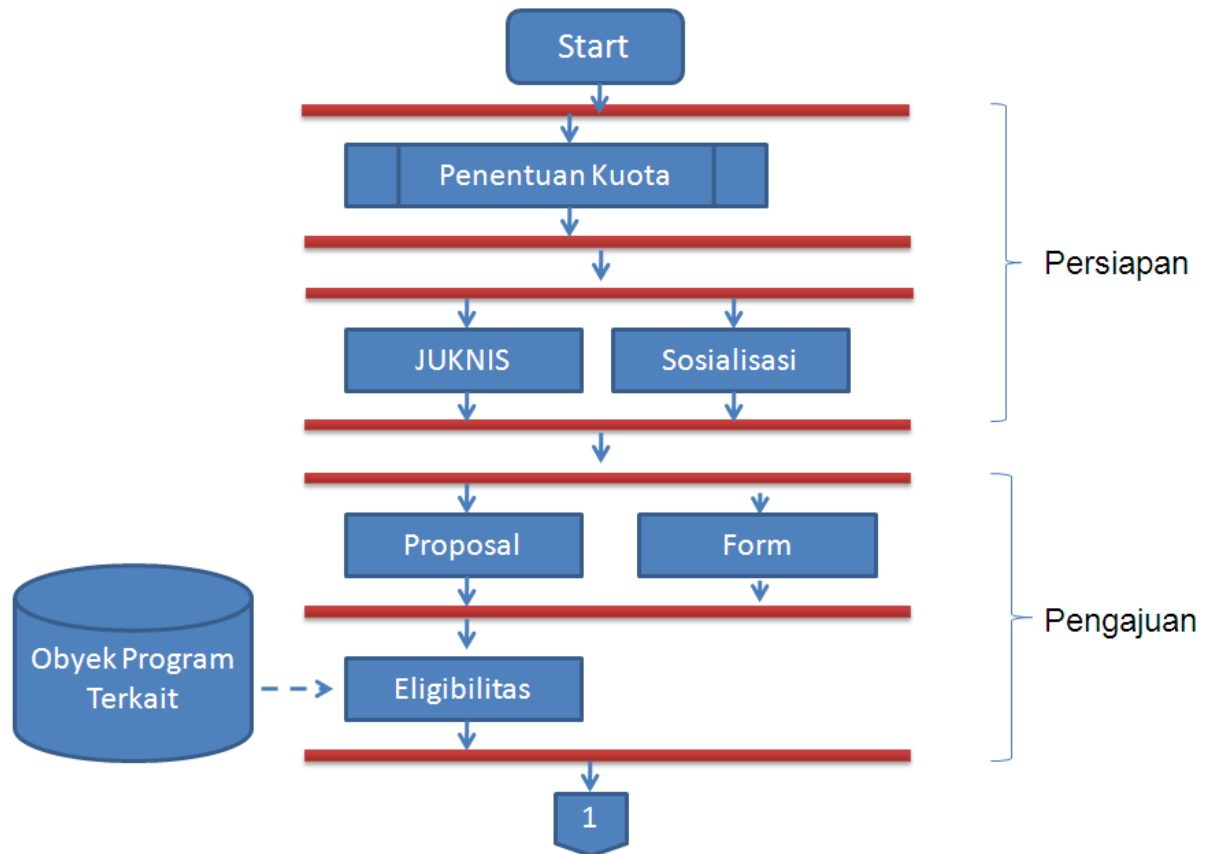 Start
Penentuan Kuota
Persiapan
JUKNIS
Sosialisasi
Proposal
Form
Pengajuan
Obyek Program
Terkait
Eligibilitas
1